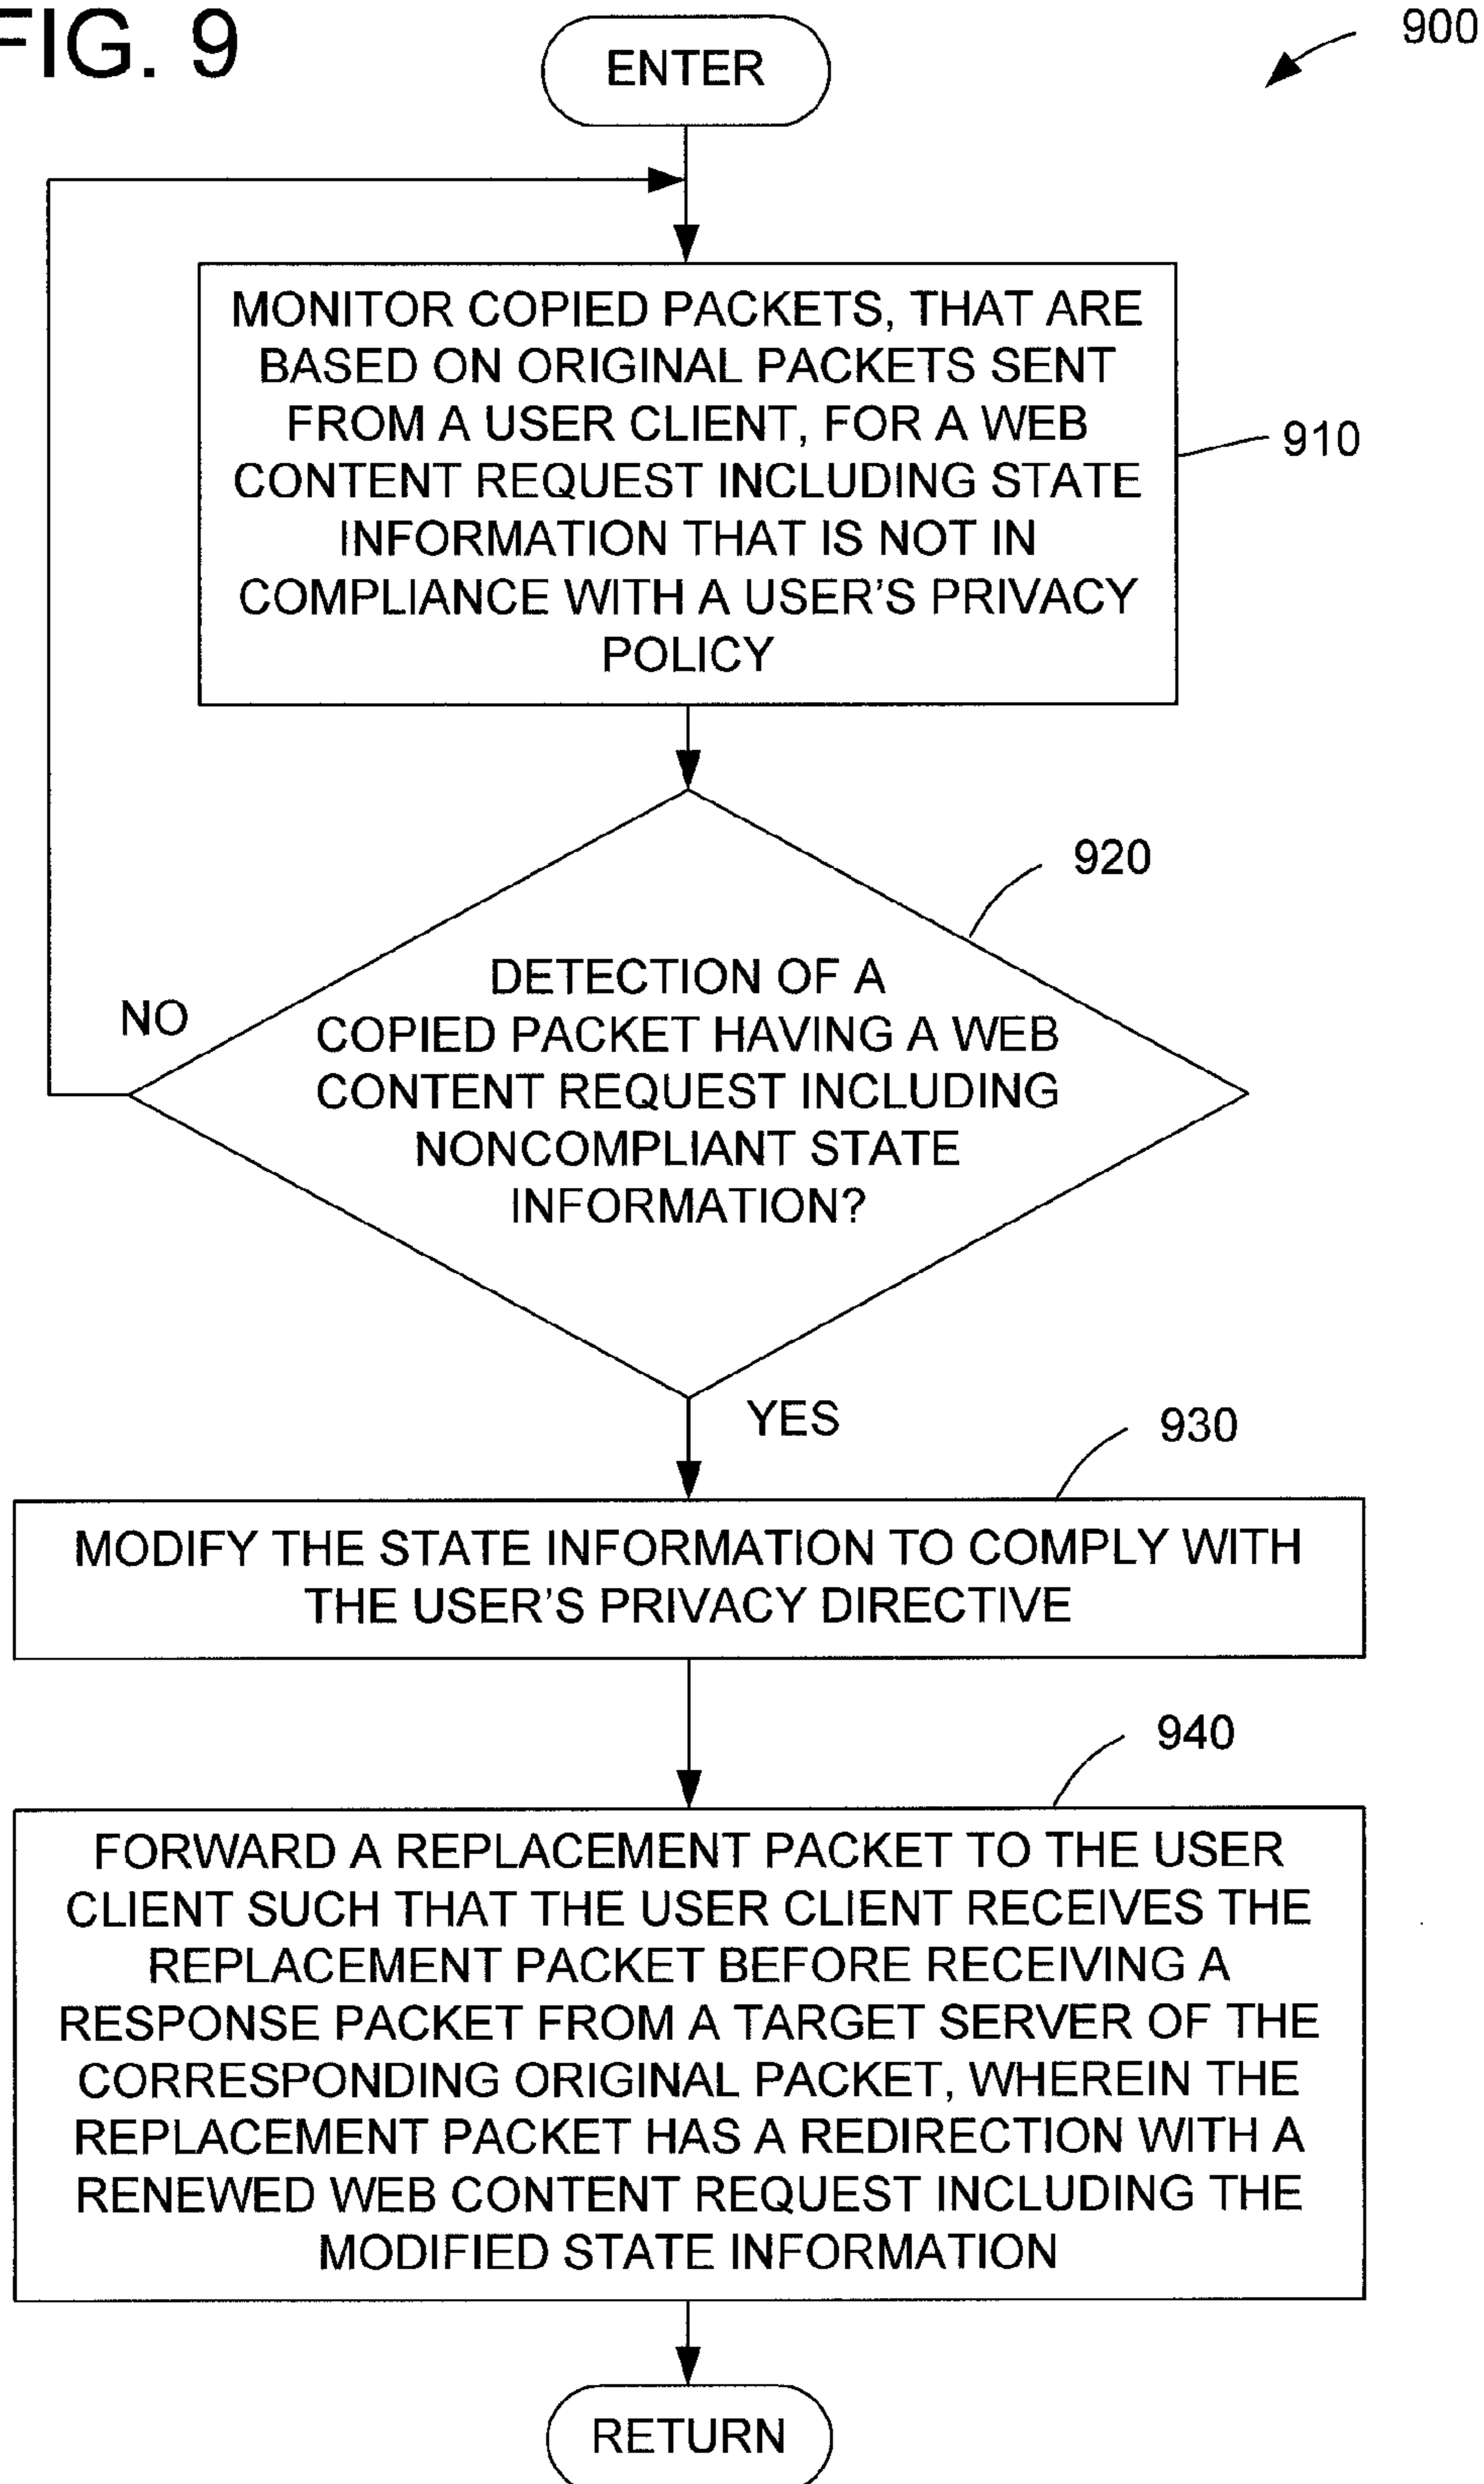 FIG. 9
900
ENTER
MONITOR COPIED PACKETS, THAT ARE
BASED ON ORIGINAL PACKETS SENT
FROM A USER CLIENT, FOR A WEB
CONTENT REQUEST INCLUDING STATE
INFORMATION THAT IS NOT IN
COMPLIANCE WITH A USER'S PRIVACY
POLICY
910
920
DETECTION OF A
COPIED PACKET HAVING A WEB
CONTENT REQUEST INCLUDING
NONCOMPLIANT STATE
INFORMATION?
NO
YES
930
MODIFY THE STATE INFORMATION TO COMPLY WITH
THE USER'S PRIVACY DIRECTIVE
940
FORWARD A REPLACEMENT PACKET TO THE USER
CLIENT SUCH THAT THE USER CLIENT RECEIVES THE
REPLACEMENT PACKET BEFORE RECEIVING A
RESPONSE PACKET FROM A TARGET SERVER OF THE
CORRESPONDING ORIGINAL PACKET, WHEREIN THE
REPLACEMENT PACKET HAS A REDIRECTION WITH A
RENEWED WEB CONTENT REQUEST INCLUDING THE
MODIFIED STATE INFORMATION
RETURN